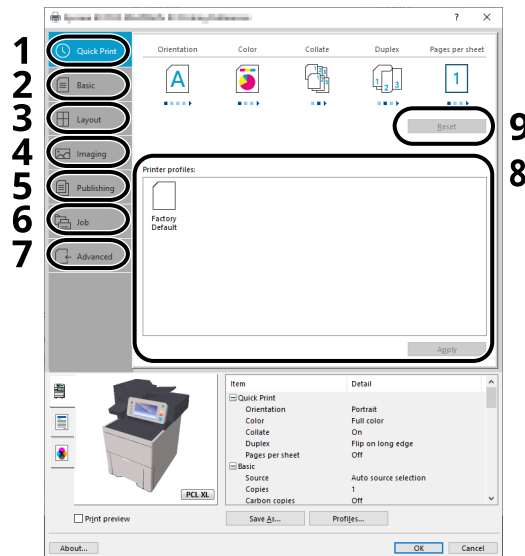 ? ×
1 Quick Print
2 Basic
3 Layout
4 Imaging
5 Publishing
6 Job
7 Advanced
Orientation Color Collate Duplex Pages per sheet
A 1 2 3 1
Reset 9
8
Printer profiles:
Factory
Default
Apply
Item Detail
Quick Print
Orientation Portrait
Color Full color
Collate On
Duplex Flip on long edge
Pages per sheet Off
Basic
Source Auto source selection
Copies 1
Carbon copies Off
PCL XL
Print preview Save As... Profiles...
About... OK Cancel